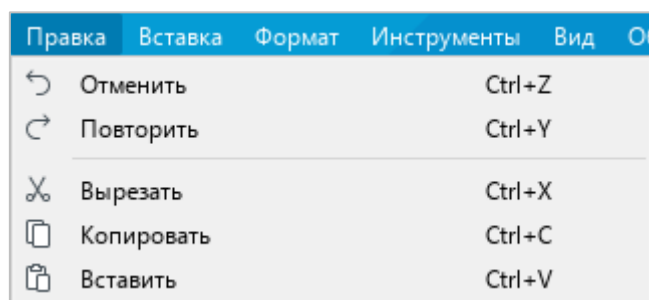 Правка Вставка Формат Инструменты Вид
Отменить Ctrl+Z
Повторить Ctrl+Y
Вырезать Ctrl+X
Копировать Ctrl+C
Вставить Ctrl+V